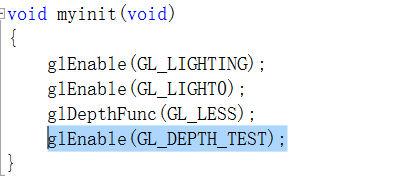 void myinit(void)
{
glEnable(GL_LIGHTING);
glEnable(GL_LIGHT0);
glDepthFunc(GL_LESS);
glEnable(GL_DEPTH_TEST);
}